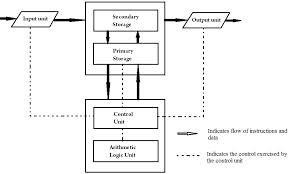 Input unit
Secondary
Storage
Output unit
Primary
Storage
Control
Unit
Arithmetic
Logic Unit
Indicates flow of instructions and
data
Indicates the control exercised by
the control unit